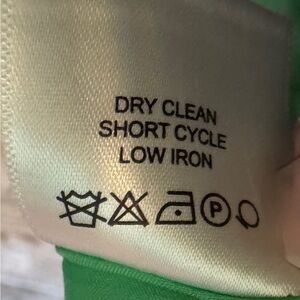 DRY CLEAN
SHORT CYCLE
LOW IRON
P